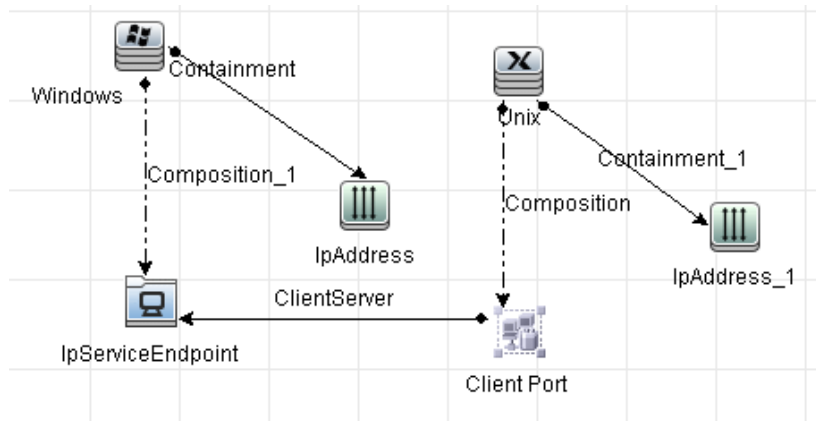 Containment
Windows
Unix
Containment_1
Composition_1
Composition
IpAddress
IpAddress_1
ClientServer
IpServiceEndpoint
Client Port